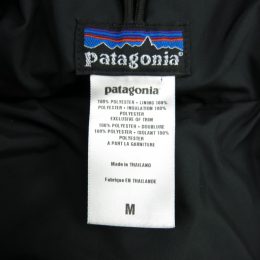 patagonia
patagonia
100% POLYESTER • LINING 100%
POLYESTER • INSULATION 100%
POLYESTER
EXCLUSIVE OF TRIM
100% POLYESTER • DOUBLURE
100% POLYESTER • ISOLANT 100%
POLYESTER
A PART LA GARNITURE
Made in THAILAND
Fabriqué en THAILANDE
M